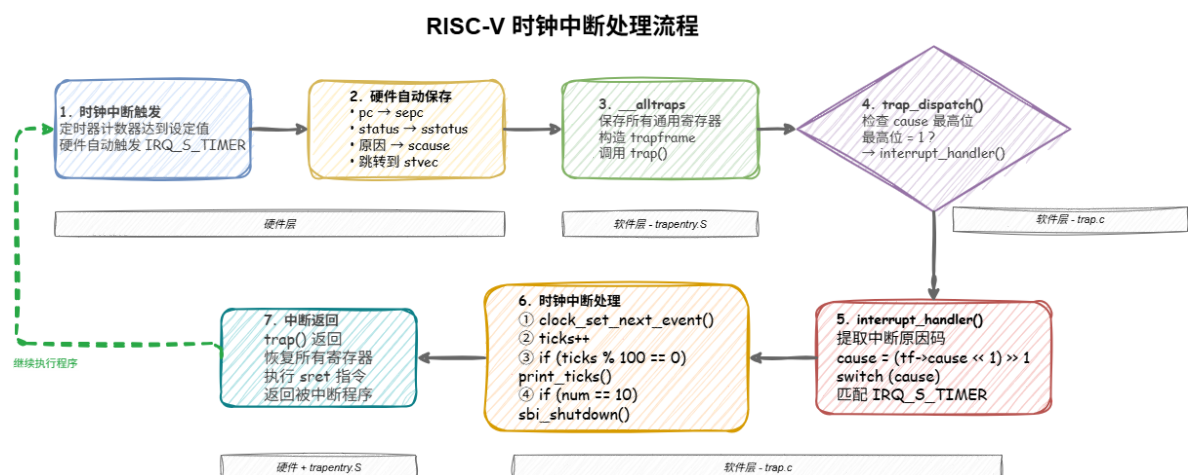 RISC-V 时钟中断处理流程
1. 时钟中断触发
定时器计数器达到设定值
硬件自动触发 IRQ_S_TIMER
2. 硬件自动保存
• pc → sepc
• status → sstatus
• 原因 → scause
• 跳转到 stvec
3. __alltraps
保存所有通用寄存器
构造 trapframe
调用 trap()
4. trap_dispatch()
检查 cause 最高位
最高位 = 1 ?
→ interrupt_handler()
硬件层
软件层 - trapentry.S
软件层 - trap.c
5. interrupt_handler()
提取中断原因码
cause = (tf->cause << 1) >> 1
switch (cause)
匹配 IRQ_S_TIMER
6. 时钟中断处理
① clock_set_next_event()
② ticks++
③ if (ticks % 100 == 0)
print_ticks()
④ if (num == 10)
sbi_shutdown()
7. 中断返回
trap() 返回
恢复所有寄存器
执行 sret 指令
返回被中断程序
继续执行程序
硬件 + trapentry.S
软件层 - trap.c